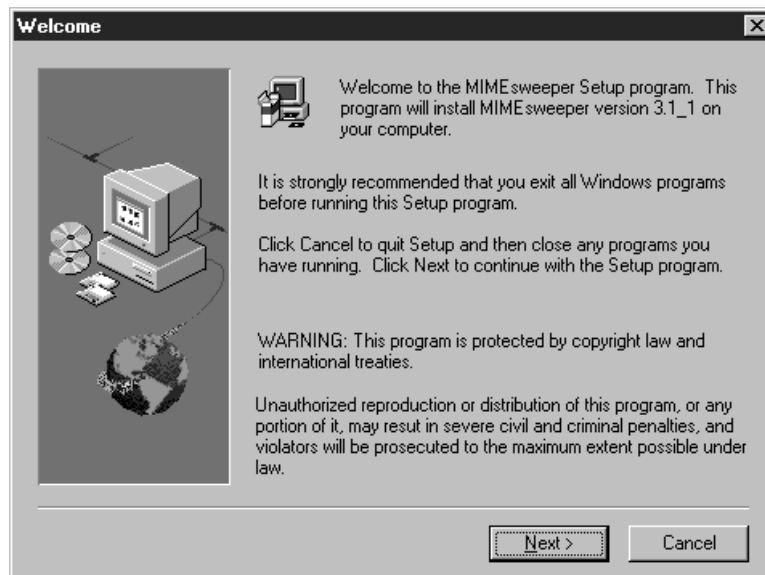 Welcome
Welcome to the MIMEsweeper Setup program. This
program will install MIMEsweeper version 3.1_1 on
your computer.
It is strongly recommended that you exit all Windows programs
before running this Setup program.
Click Cancel to quit Setup and then close any programs you
have running. Click Next to continue with the Setup program.
WARNING: This program is protected by copyright law and
international treaties.
Unauthorized reproduction or distribution of this program, or any
portion of it, may resut in severe civil and criminal penalties, and
violators will be prosecuted to the maximum extent possible under
law.
Next >
Cancel